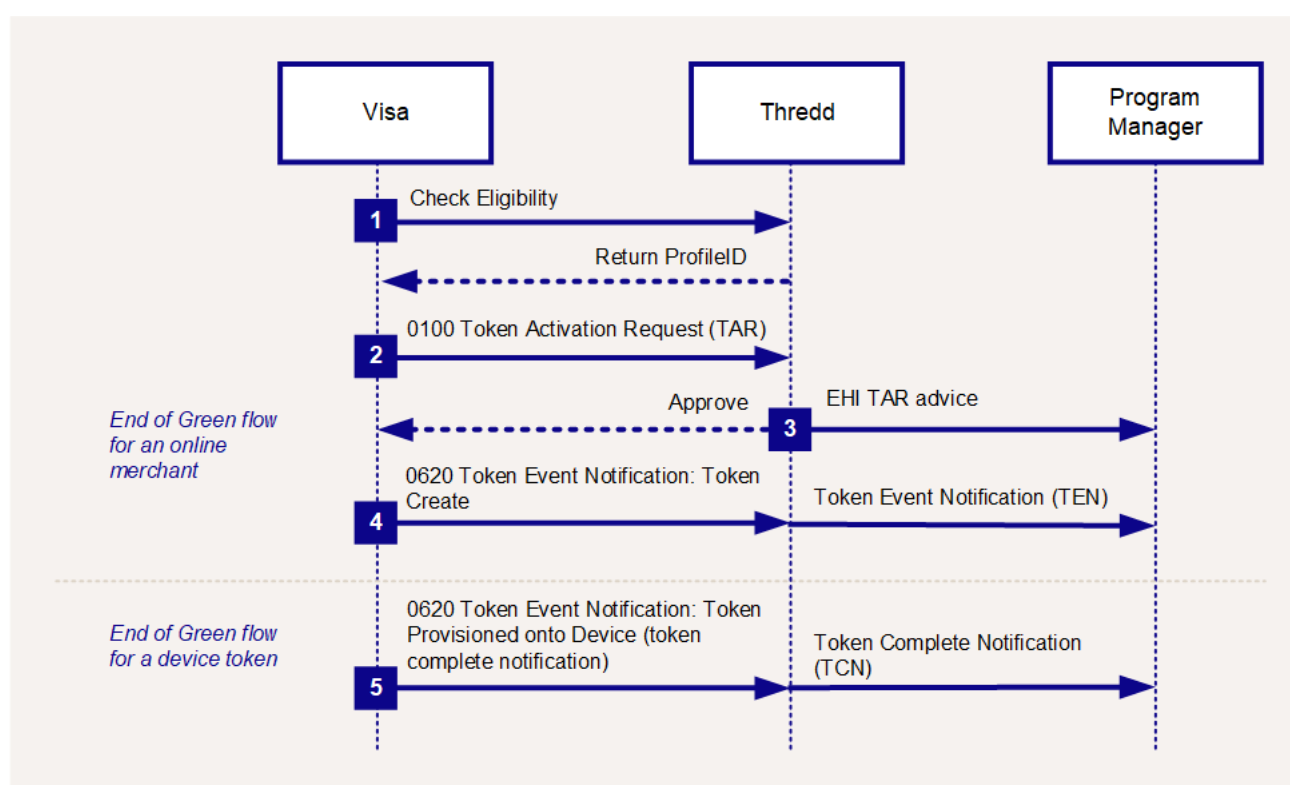 Visa
Thredd
Program
Manager
Check Eligibility
1
Return ProfileID
0100 Token Activation Request (TAR)
2
Approve
EHI TAR advice
3
End of Green flow
for an online
merchant
0620 Token Event Notification: Token
Create
Token Event Notification (TEN)
4
0620 Token Event Notification: Token
Provisioned onto Device (token
complete notification)
End of Green flow
for a device token
Token Complete Notification
(TCN)
5